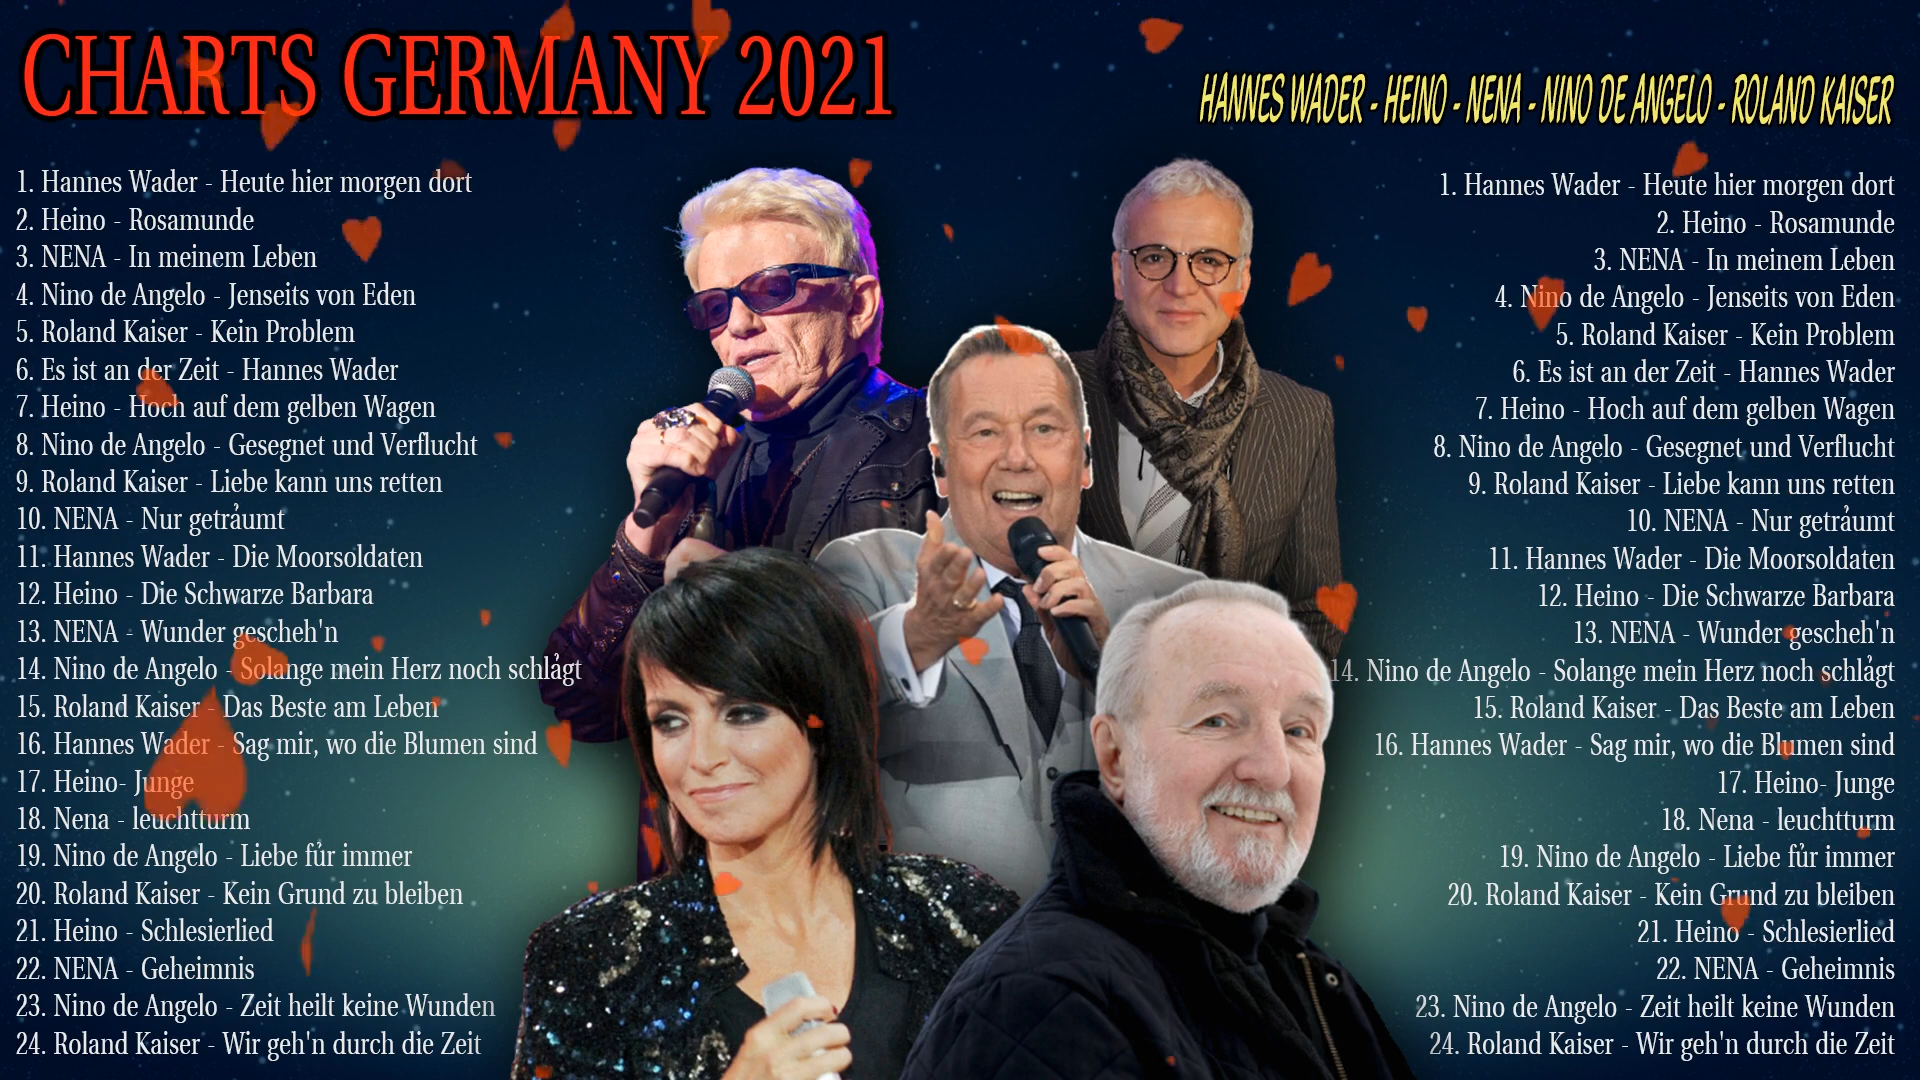 CHARTS GERMANY 2021
HANNES WADER - HEINO - NENA - NINO DE ANGELO - ROLAND KAISER
1. Hannes Wader - Heute hier morgen dort
2. Heino - Rosamunde
3. NENA - In meinem Leben
4. Nino de Angelo - Jenseits von Eden
5. Roland Kaiser - Kein Problem
6. Es ist an der Zeit - Hannes Wader
7. Heino - Hoch auf dem gelben Wagen
8. Nino de Angelo - Gesegnet und Verflucht
9. Roland Kaiser - Liebe kann uns retten
10. NENA - Nur geträumt
11. Hannes Wader - Die Moorsoldaten
12. Heino - Die Schwarze Barbara
13. NENA - Wunder gescheh'n
14. Nino de Angelo - Solange mein Herz noch schlägt
15. Roland Kaiser - Das Beste am Leben
16. Hannes Wader - Sag mir, wo die Blumen sind
17. Heino- Junge
18. Nena - leuchtturm
19. Nino de Angelo - Liebe für immer
20. Roland Kaiser - Kein Grund zu bleiben
21. Heino - Schlesierlied
22. NENA - Geheimnis
23. Nino de Angelo - Zeit heilt keine Wunden
24. Roland Kaiser - Wir geh'n durch die Zeit
1. Hannes Wader - Heute hier morgen dort
2. Heino - Rosamunde
3. NENA - In meinem Leben
4. Nino de Angelo - Jenseits von Eden
5. Roland Kaiser - Kein Problem
6. Es ist an der Zeit - Hannes Wader
7. Heino - Hoch auf dem gelben Wagen
8. Nino de Angelo - Gesegnet und Verflucht
9. Roland Kaiser - Liebe kann uns retten
10. NENA - Nur geträumt
11. Hannes Wader - Die Moorsoldaten
12. Heino - Die Schwarze Barbara
13. NENA - Wunder gescheh'n
14. Nino de Angelo - Solange mein Herz noch schlägt
15. Roland Kaiser - Das Beste am Leben
16. Hannes Wader - Sag mir, wo die Blumen sind
17. Heino- Junge
18. Nena - leuchtturm
19. Nino de Angelo - Liebe für immer
20. Roland Kaiser - Kein Grund zu bleiben
21. Heino - Schlesierlied
22. NENA - Geheimnis
23. Nino de Angelo - Zeit heilt keine Wunden
24. Roland Kaiser - Wir geh'n durch die Zeit